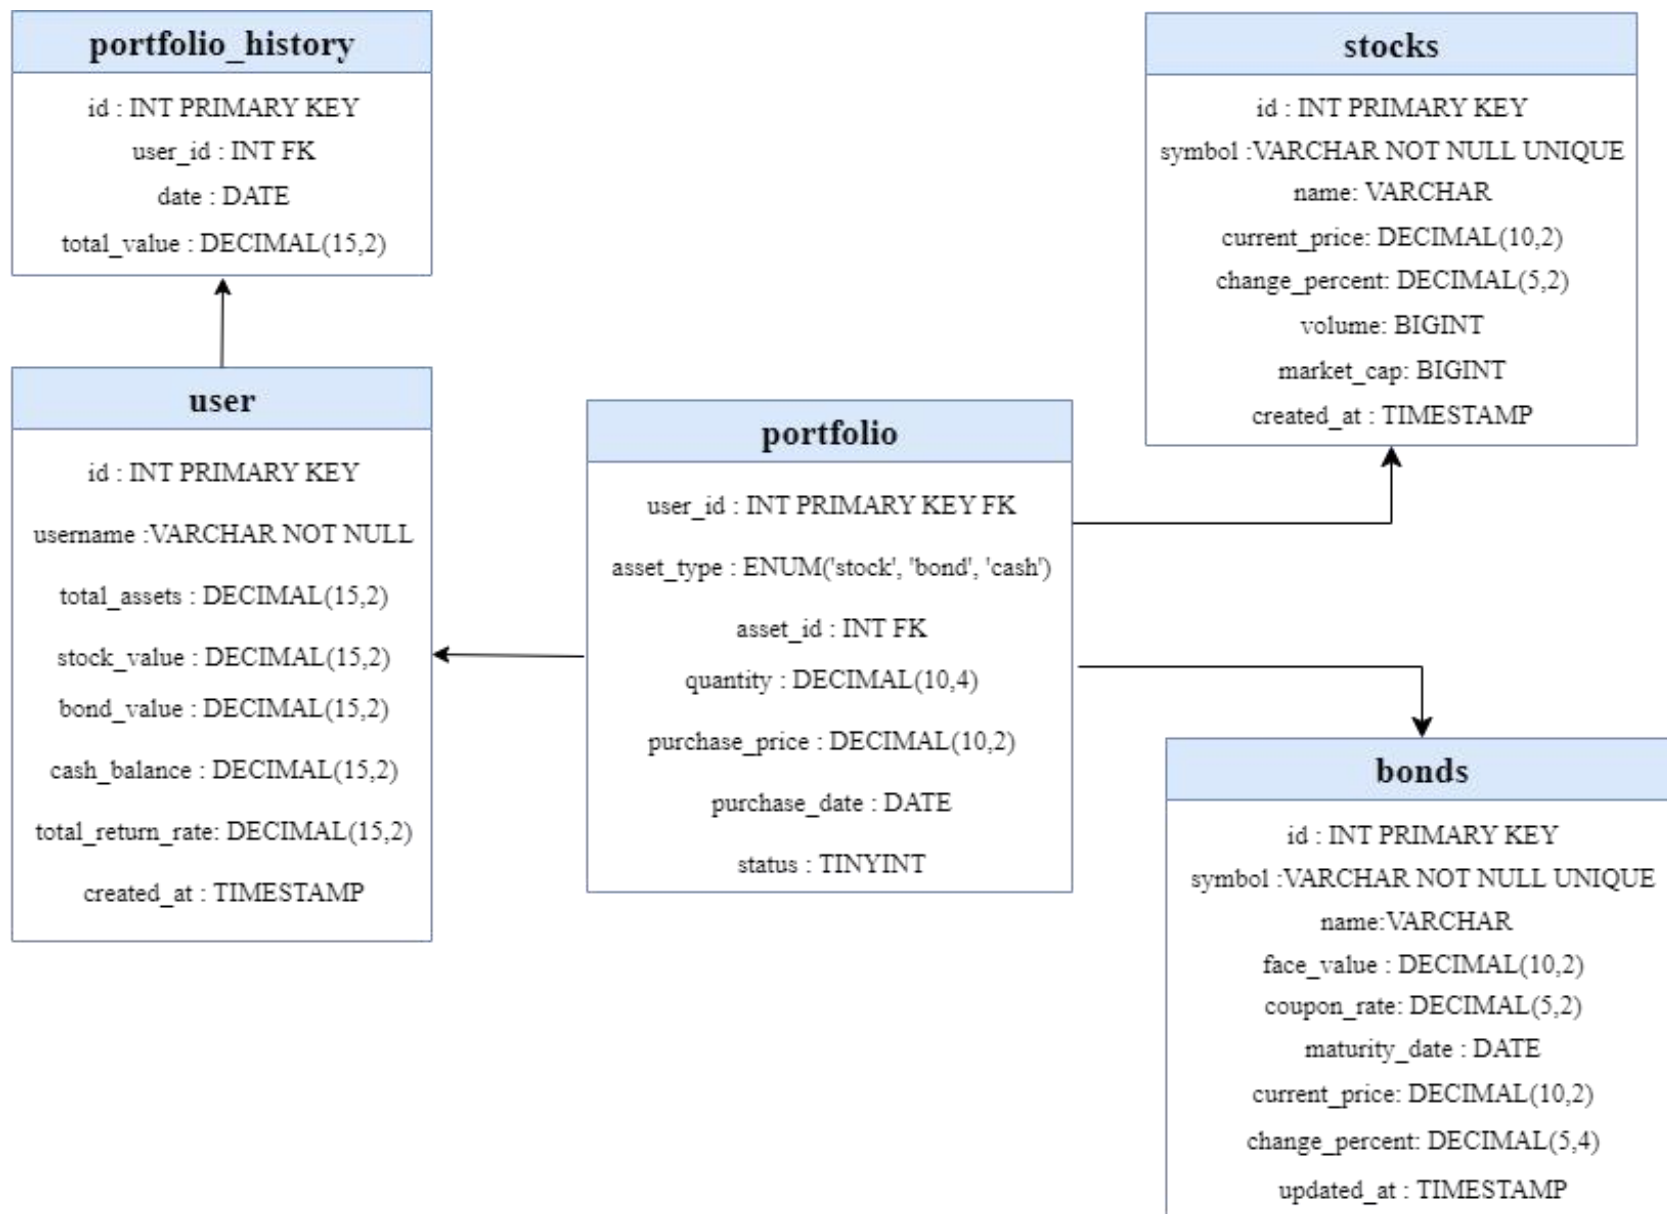 portfolio_history
id : INT PRIMARY KEY
user_id : INT FK
date : DATE
total_value : DECIMAL(15,2)
user
id : INT PRIMARY KEY
username :VARCHAR NOT NULL
total_assets : DECIMAL(15,2)
stock_value : DECIMAL(15,2)
bond_value : DECIMAL(15,2)
cash_balance : DECIMAL(15,2)
total_return_rate: DECIMAL(15,2)
created_at : TIMESTAMP
portfolio
user_id : INT PRIMARY KEY FK
asset_type : ENUM('stock', 'bond', 'cash')
asset_id : INT FK
quantity : DECIMAL(10,4)
purchase_price : DECIMAL(10,2)
purchase_date : DATE
status : TINYINT
stocks
id : INT PRIMARY KEY
symbol :VARCHAR NOT NULL UNIQUE
name: VARCHAR
current_price: DECIMAL(10,2)
change_percent: DECIMAL(5,2)
volume: BIGINT
market_cap: BIGINT
created_at : TIMESTAMP
bonds
id : INT PRIMARY KEY
symbol :VARCHAR NOT NULL UNIQUE
name:VARCHAR
face_value : DECIMAL(10,2)
coupon_rate: DECIMAL(5,2)
maturity_date : DATE
current_price: DECIMAL(10,2)
change_percent: DECIMAL(5,4)
updated_at : TIMESTAMP